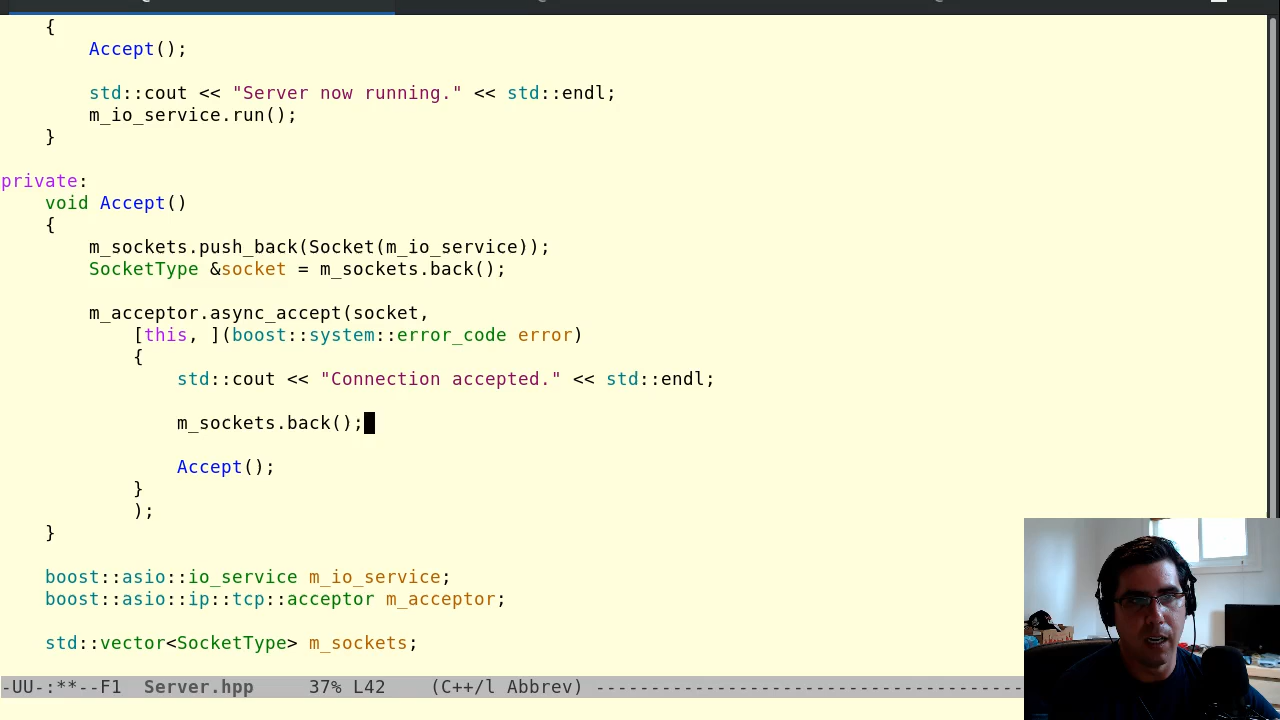 {
Accept();
std::cout << "Server now running." << std::endl;
m_io_service.run();
}
private:
void Accept()
{
m_sockets.push_back(Socket(m_io_service));
SocketType &socket = m_sockets.back();
m_acceptor.async_accept(socket,
[this, ](boost::system::error_code error)
{
std::cout << "Connection accepted." << std::endl;
m_sockets.back();
Accept();
}
);
}
boost::asio::io_service m_io_service;
boost::asio::ip::tcp::acceptor m_acceptor;
std::vector<SocketType> m_sockets;
-UU-:**--F1 Server.hpp 37% L42 (C++/l Abbrev) ---------------------------------------